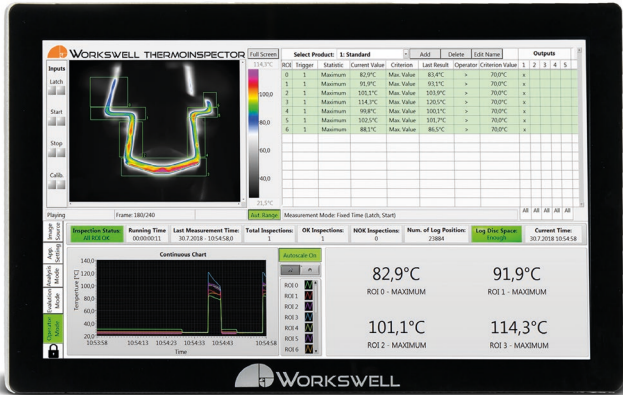 WORKSWELL THERMOINSPECTOR
Full Screen
Select Product: 1: Standard
Add
Delete
Edit Name
Outputs
Inputs
Latch
Start
Stop
Calib.
114,3°C
100,0
80,0
60,0
40,0
21,5°C
ROI Trigger Statistic Current Value Criterion Last Result Operator Criterion Value 1 2 3 4 5
0 1 Maximum 82,9°C Max. Value 83,4°C > 70,0°C x
1 1 Maximum 91,9°C Max. Value 93,1°C > 70,0°C x
2 1 Maximum 101,1°C Max. Value 103,9°C > 70,0°C x
3 1 Maximum 114,3°C Max. Value 120,5°C > 70,0°C x
4 1 Maximum 99,8°C Max. Value 100,1°C > 70,0°C x
5 1 Maximum 102,5°C Max. Value 101,7°C > 70,0°C x
6 1 Maximum 88,1°C Max. Value 86,5°C > 70,0°C x
All All All All All
Playing
Frame: 180/240
Aut. Range
Measurement Mode: Fixed Time (Latch, Start)
Image Source
App. Setting
Analysis Mode
Evalution Mode
Operator Mode
Inspection Status: Running Time Last Measurement Time: Total Inspections: OK Inspections: NOK Inspections: Num. of Log Position: Log Disc Space: Current Time:
All ROI OK 00:00:00:11 30.7.2018 - 10:54:58,0 1 1 0 23884 Enough 30.7.2018 10:54:58
Continuous Chart
Autoscale On
Temperture [°C]
140,0
120,0
100,0
80,0
60,0
40,0
20,0
10:53:58 10:54:13 10:54:23 10:54:33 10:54:43 10:54:58
Time
ROI 0
ROI 1
ROI 2
ROI 3
ROI 4
ROI 5
ROI 6
82,9°C
ROI 0 - MAXIMUM
91,9°C
ROI 1 - MAXIMUM
101,1°C
ROI 2 - MAXIMUM
114,3°C
ROI 3 - MAXIMUM
WORKSWELL